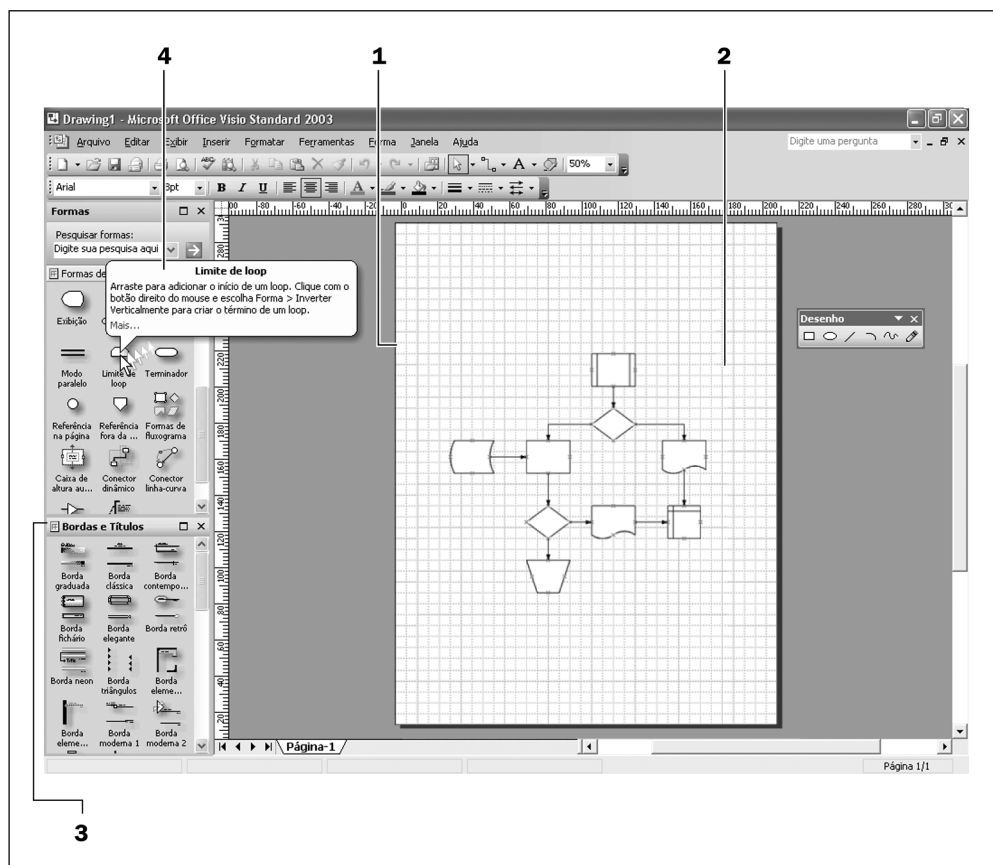 4 1 2
Drawing1 - Microsoft Office Visio Standard 2003
Arquivo Editar Exibir Inserir Formatar Ferramentas Forma Janela Ajuda Digite uma pergunta
50%
Arial 8pt B I U A
Formas
Pesquisar formas:
Digite sua pesquisa aqui
Formas de
Limite de loop
Arraste para adicionar o início de um loop. Clique com o
botão direito do mouse e escolha Forma > Inverter
Verticalmente para criar o término de um loop.
Mais...
Exibição
Modo paralelo
Limite de loop
Terminador
Referência na página
Referência fora da ...
Formas de fluxograma
Caixa de altura au...
Conector dinâmico
Conector linha-curva
Desenho
Bordas e Títulos
Borda graduada
Borda clássica
Borda contempo...
Borda fichário
Borda elegante
Borda retrô
Borda neon
Borda triângulos
Borda eleme...
Borda eleme...
Borda moderna 1
Borda moderna 2
Página-1
Página 1/1
3